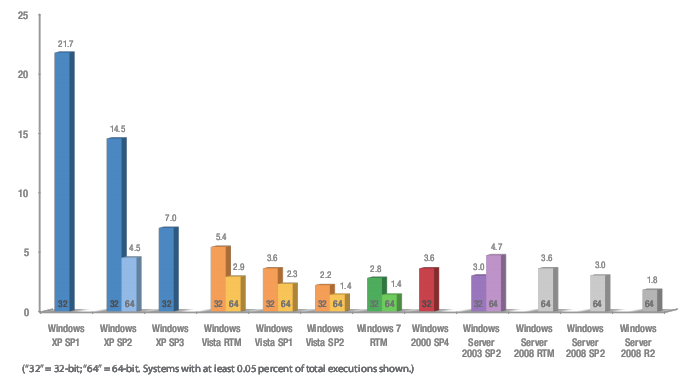 25
20
15
10
5
0
21.7
14.5
4.5
7.0
5.4
2.9
3.6
2.3
2.2
1.4
2.8
1.4
3.6
3.0
4.7
3.6
3.0
1.8
32 32 64 32 32 64 32 64 32 64 32 64 32 32 64 64 64 64
Windows XP SP1
Windows XP SP2
Windows XP SP3
Windows Vista RTM
Windows Vista SP1
Windows Vista SP2
Windows 7 RTM
Windows 2000 SP4
Windows Server 2003 SP2
Windows Server 2008 RTM
Windows Server 2008 SP2
Windows Server 2008 R2
("32" = 32-bit; "64" = 64-bit. Systems with at least 0.05 percent of total executions shown.)